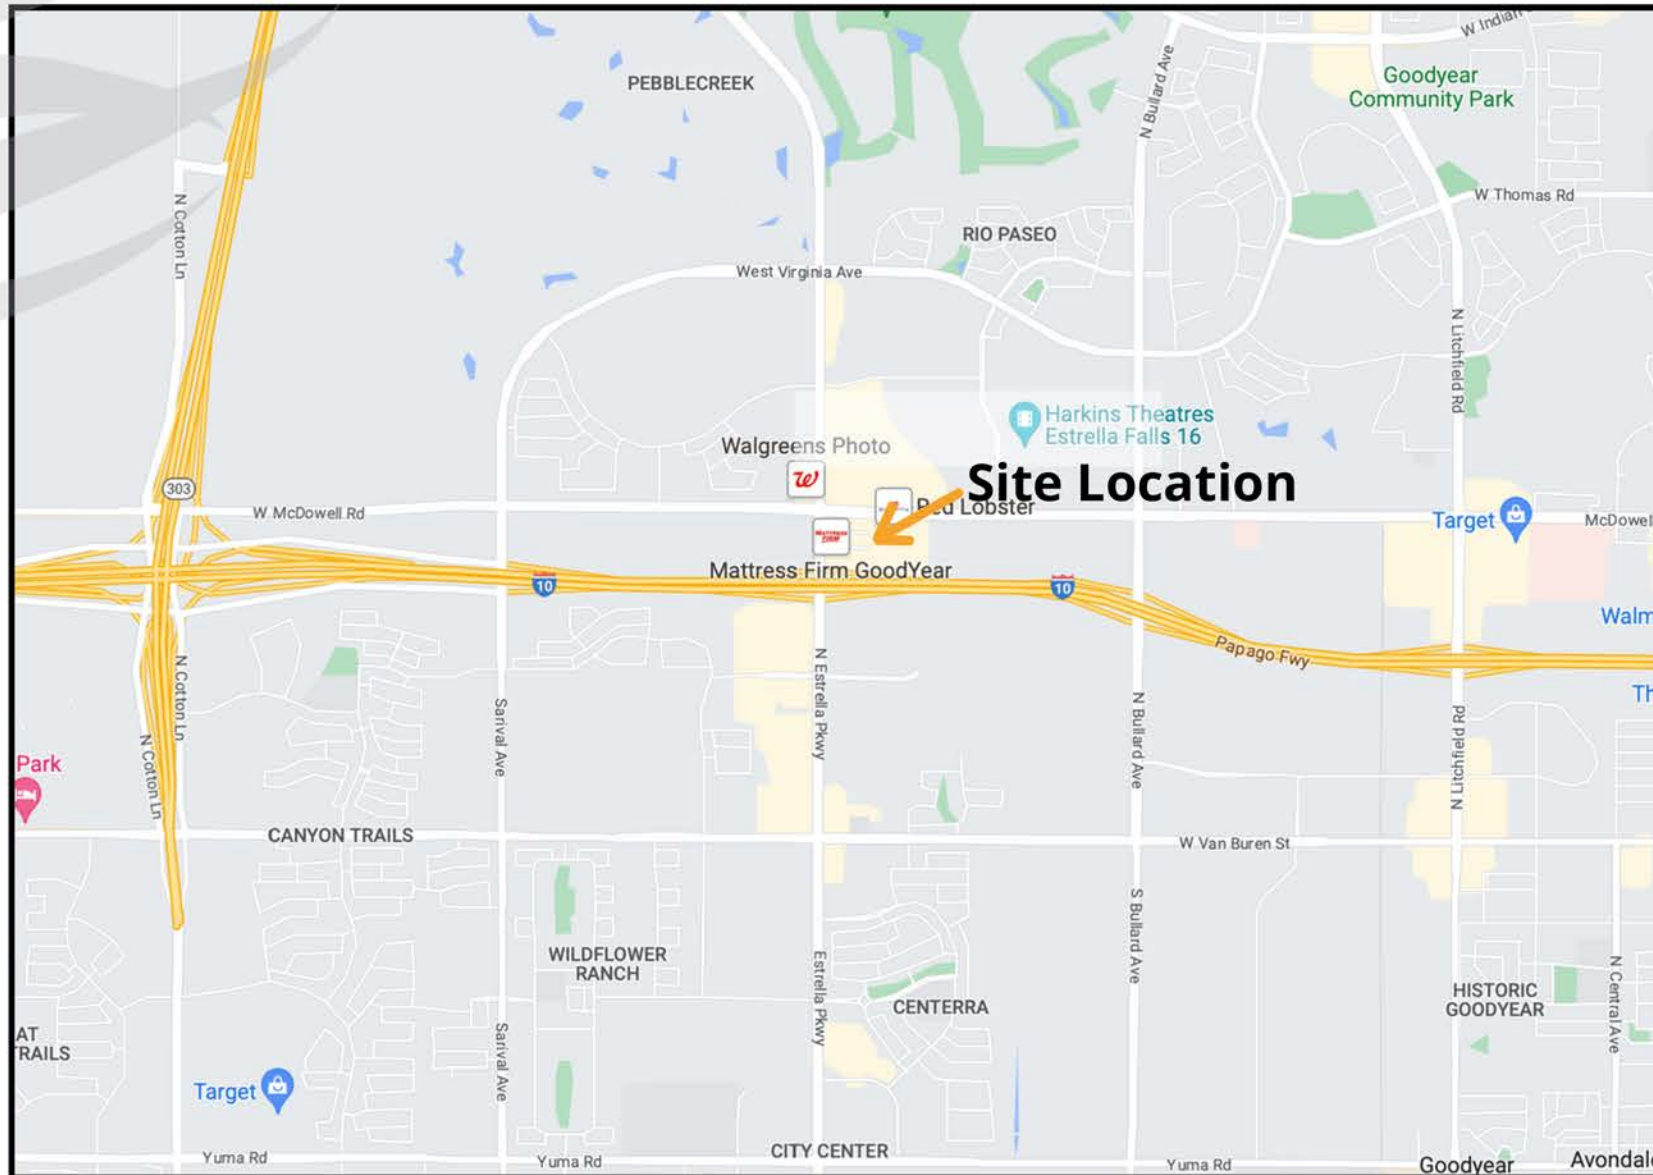 W Indian
PEBBLECREEK
Goodyear
Community Park
N Bullard Ave
N Cotton Ln
W Thomas Rd
RIO PASEO
West Virginia Ave
N Litchfield Rd
Harkins Theatres
Estrella Falls 16
Walgreens Photo
W
Site Location
303
W McDowell Rd
Red Lobster
Target
McDowel
MATTRESS
FIRM
Mattress Firm GoodYear
10
10
Walm
Papago Fwy
N Cotton Ln
N Estrella Pkwy
Th
Sarival Ave
N Bullard Ave
N Litchfield Rd
N Cotton Ln
Park
CANYON TRAILS
W Van Buren St
S Bullard Ave
WILDFLOWER
RANCH
Estrella Pkwy
N Central Ave
HISTORIC
GOODYEAR
CENTERRA
AT
TRAILS
Sarival Ave
Target
CITY CENTER
Yuma Rd
Yuma Rd
Yuma Rd
Goodyear
Avondale